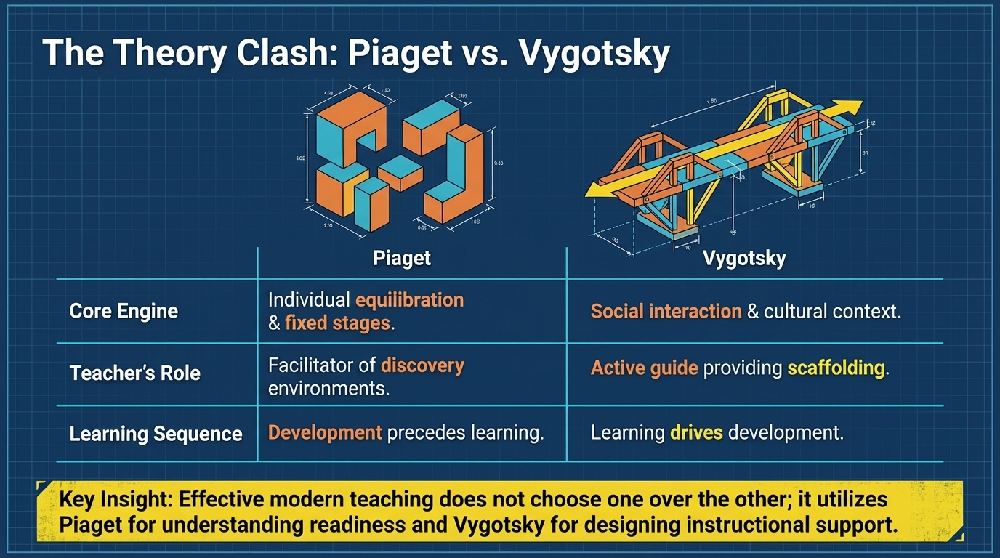 The Theory Clash: Piaget vs. Vygotsky
Piaget
Vygotsky
Core Engine
Individual equilibration
& fixed stages.
Social interaction & cultural context.
Teacher's Role
Facilitator of discovery
environments.
Active guide providing scaffolding.
Learning Sequence
Development precedes learning.
Learning drives development.
Key Insight: Effective modern teaching does not choose one over the other; it utilizes
Piaget for understanding readiness and Vygotsky for designing instructional support.